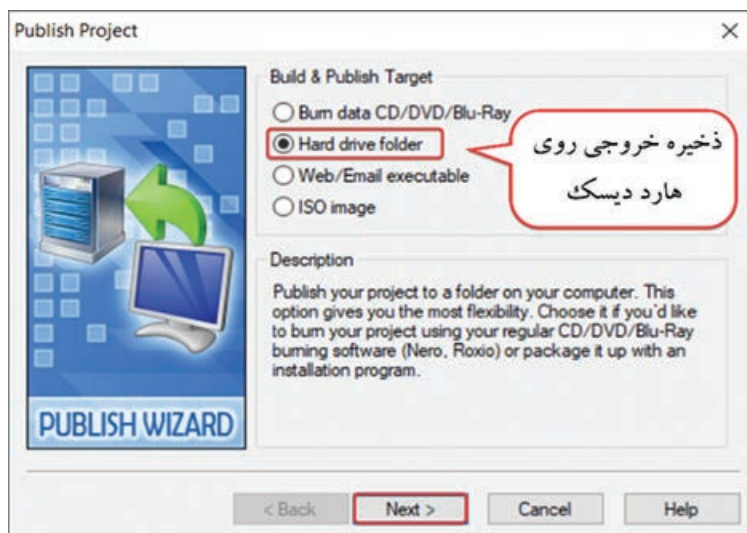 Publish Project
Build & Publish Target
Burn data CD/DVD/Blu-Ray
Hard drive folder
Web/Email executable
ISO image
ذخیره خروجی روی
هارد دیسک
Description
Publish your project to a folder on your computer. This
option gives you the most flexibility. Choose it if you'd like
to burn your project using your regular CD/DVD/Blu-Ray
burning software (Nero, Roxio) or package it up with an
installation program.
PUBLISH WIZARD
< Back
Next >
Cancel
Help